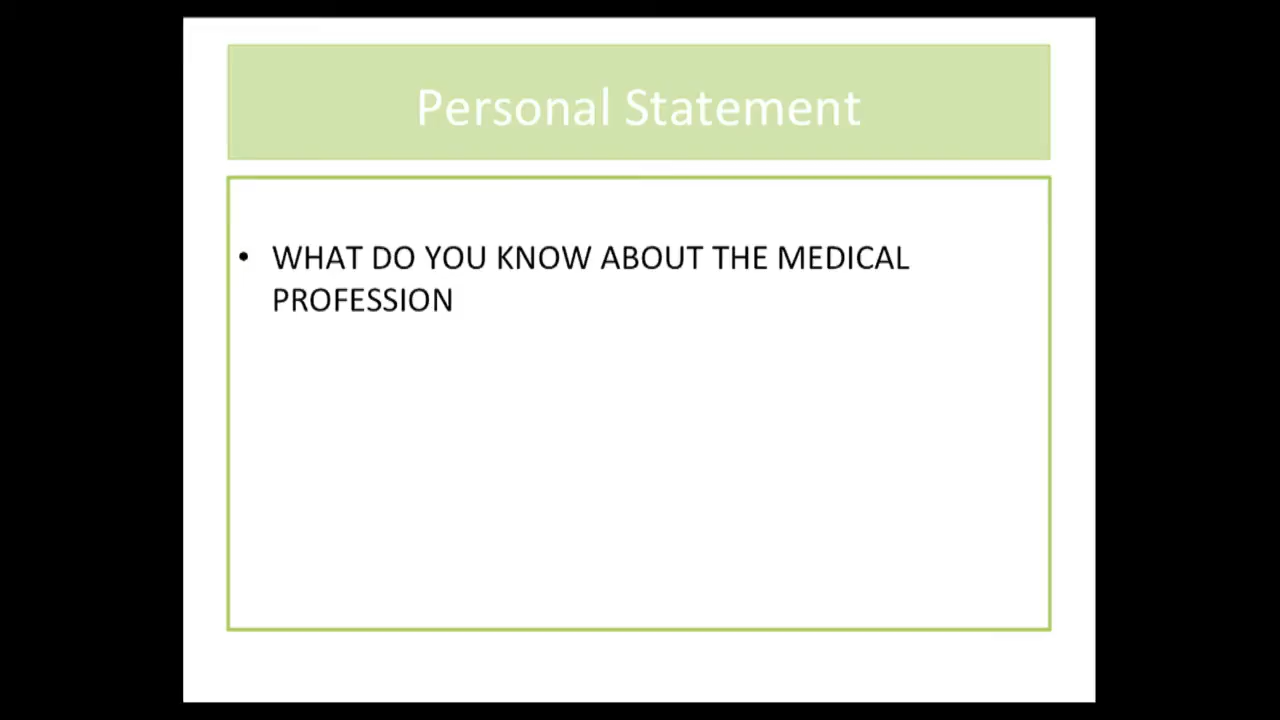 Personal Statement
• WHAT DO YOU KNOW ABOUT THE MEDICAL
PROFESSION